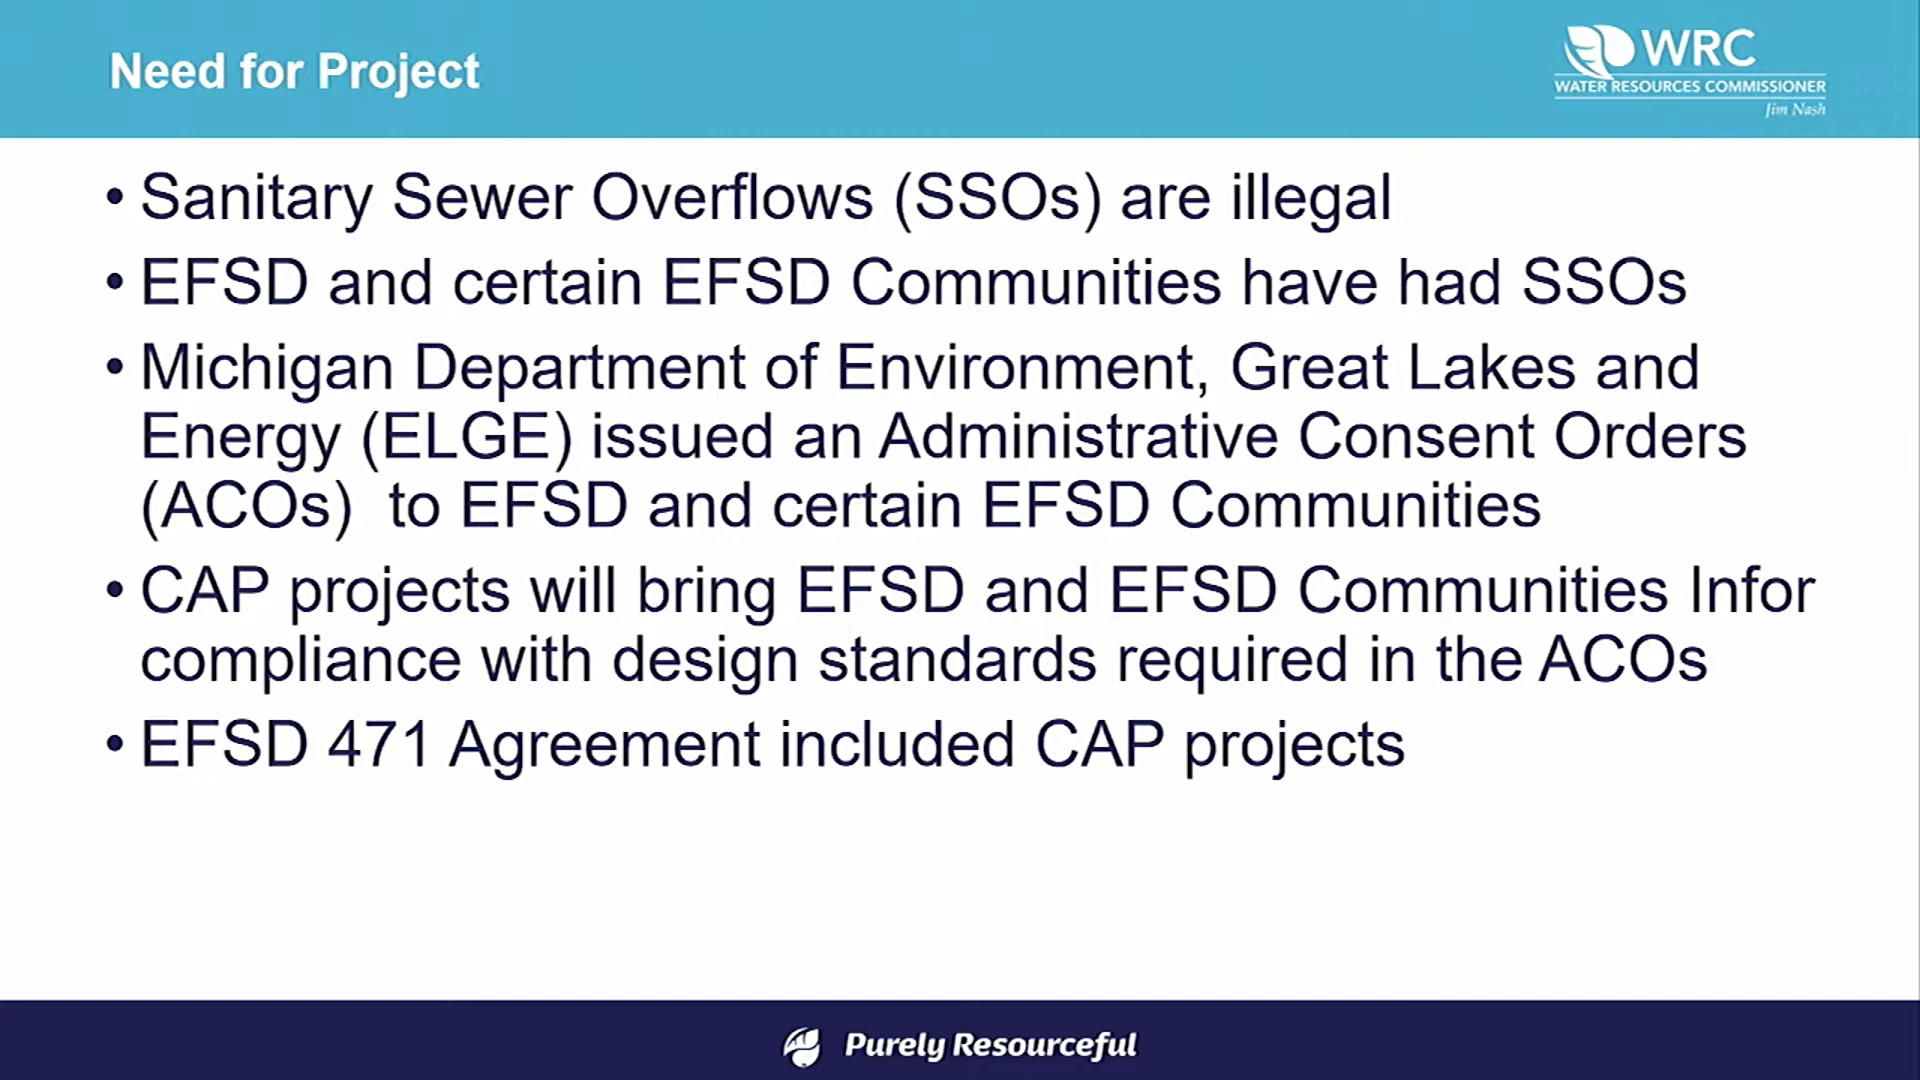 Need for Project
WRC
WATER RESOURCES COMMISSIONER
Jim Nash
• Sanitary Sewer Overflows (SSOs) are illegal
• EFSD and certain EFSD Communities have had SSOs
• Michigan Department of Environment, Great Lakes and
Energy (ELGE) issued an Administrative Consent Orders
(ACOs)  to EFSD and certain EFSD Communities
• CAP projects will bring EFSD and EFSD Communities Infor
compliance with design standards required in the ACOs
• EFSD 471 Agreement included CAP projects
Purely Resourceful